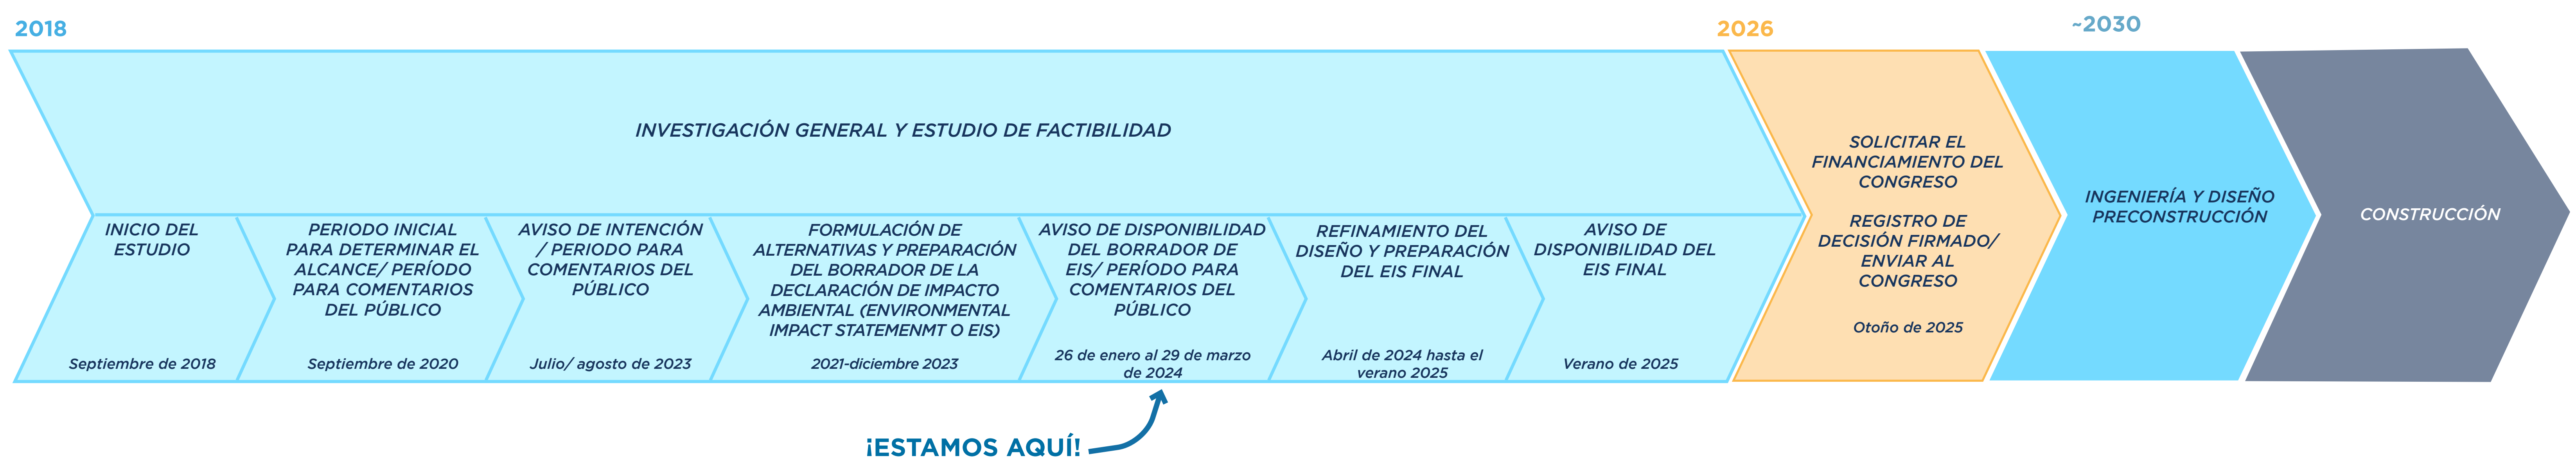 2018
2026
~2030
INVESTIGACIÓN GENERAL Y ESTUDIO DE FACTIBILIDAD
INICIO DEL
ESTUDIO
Septiembre de 2018
PERIODO INICIAL
PARA DETERMINAR EL
ALCANCE/ PERÍODO
PARA COMENTARIOS
DEL PÚBLICO
Septiembre de 2020
AVISO DE INTENCIÓN
/ PERIODO PARA
COMENTARIOS DEL
PÚBLICO
Julio/ agosto de 2023
FORMULACIÓN DE
ALTERNATIVAS Y PREPARACIÓN
DEL BORRADOR DE LA
DECLARACIÓN DE IMPACTO
AMBIENTAL (ENVIRONMENTAL
IMPACT STATEMENMT O EIS)
2021-diciembre 2023
AVISO DE DISPONIBILIDAD
DEL BORRADOR DE
EIS/ PERÍODO PARA
COMENTARIOS DEL
PÚBLICO
26 de enero al 29 de marzo
de 2024
REFINAMIENTO DEL
DISEÑO Y PREPARACIÓN
DEL EIS FINAL
Abril de 2024 hasta el
verano 2025
AVISO DE
DISPONIBILIDAD DEL
EIS FINAL
Verano de 2025
SOLICITAR EL
FINANCIAMIENTO DEL
CONGRESO
REGISTRO DE
DECISIÓN FIRMADO/
ENVIAR AL
CONGRESO
Otoño de 2025
INGENIERÍA Y DISEÑO
PRECONSTRUCCIÓN
CONSTRUCCIÓN
¡ESTAMOS AQUÍ!